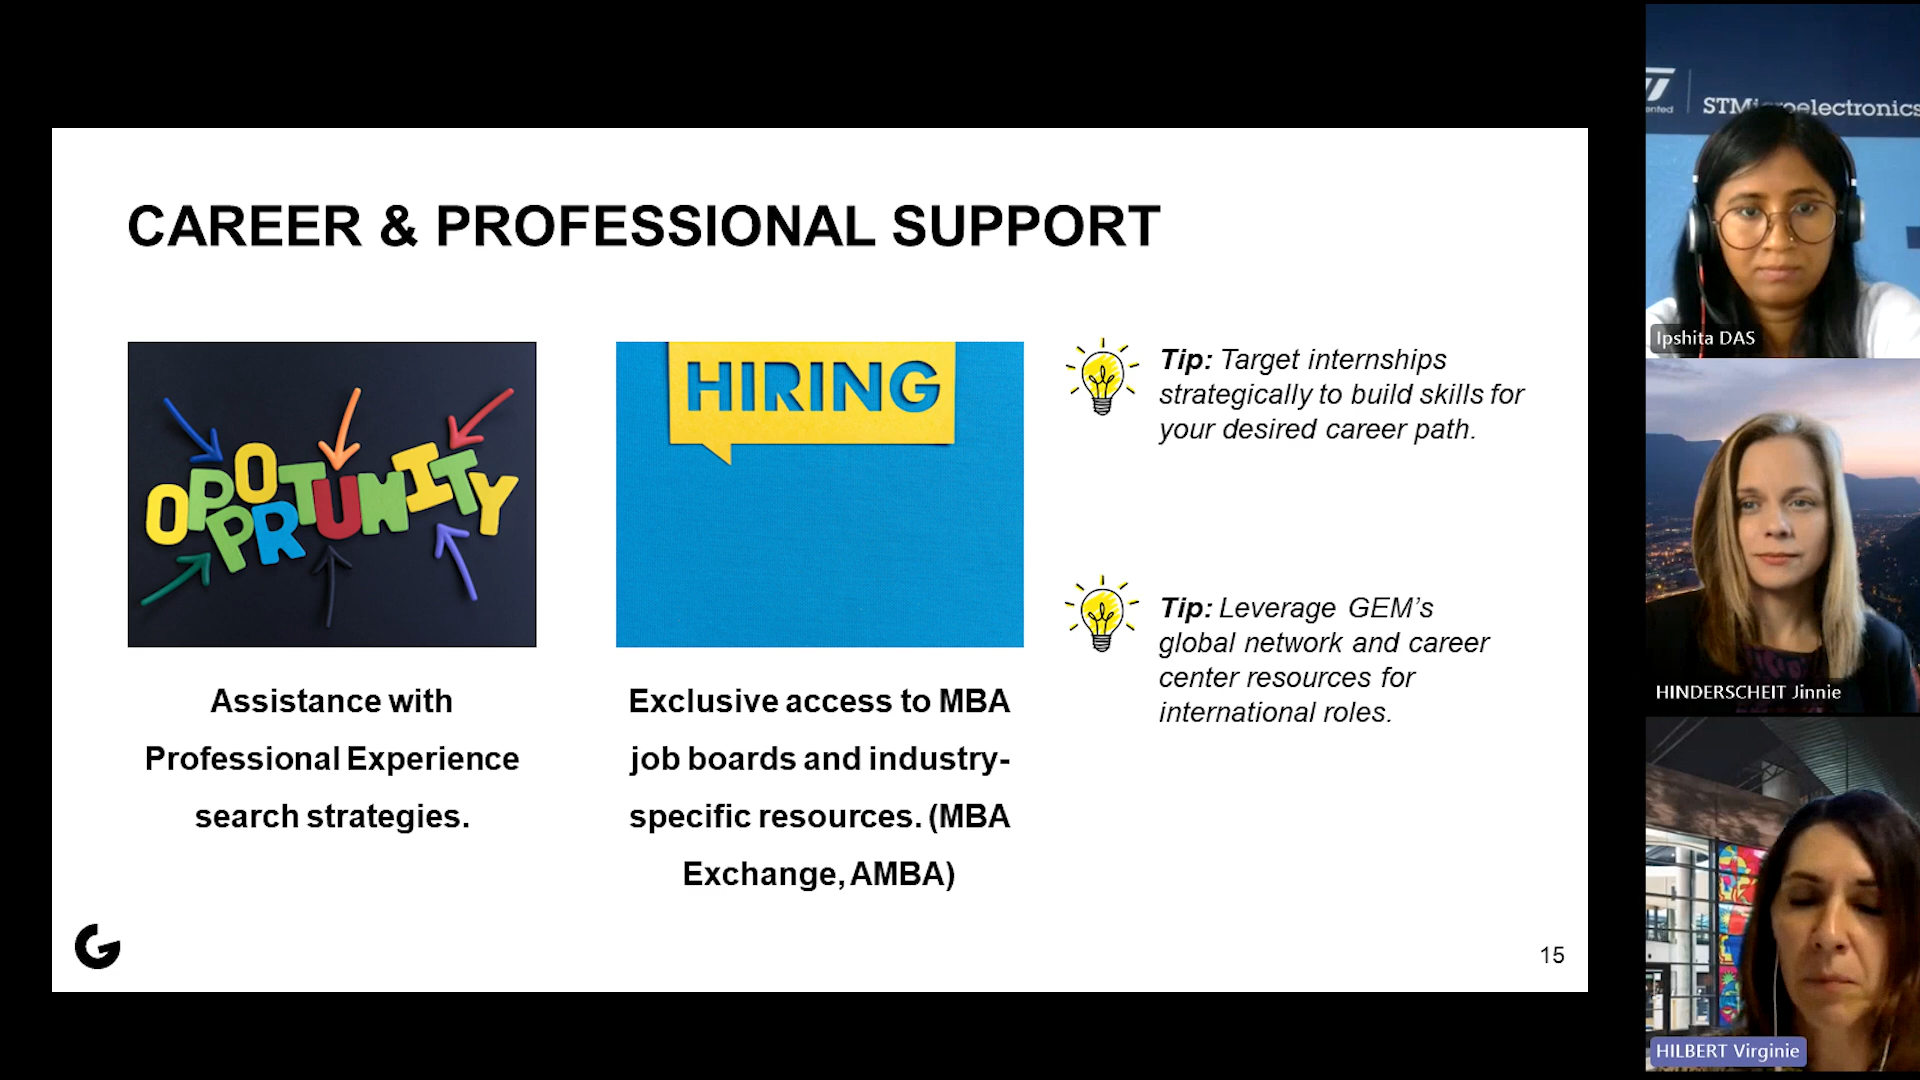 CAREER & PROFESSIONAL SUPPORT
OPPORTUNITY
HIRING
Assistance with
Professional Experience
search strategies.
Exclusive access to MBA
job boards and industry-
specific resources. (MBA
Exchange, AMBA)
Tip: Target internships
strategically to build skills for
your desired career path.
Tip: Leverage GEM’s
global network and career
center resources for
international roles.
15
STMicroelectronics
Ipshita DAS
HINDERSCHEIT Jinnie
HILBERT Virginie